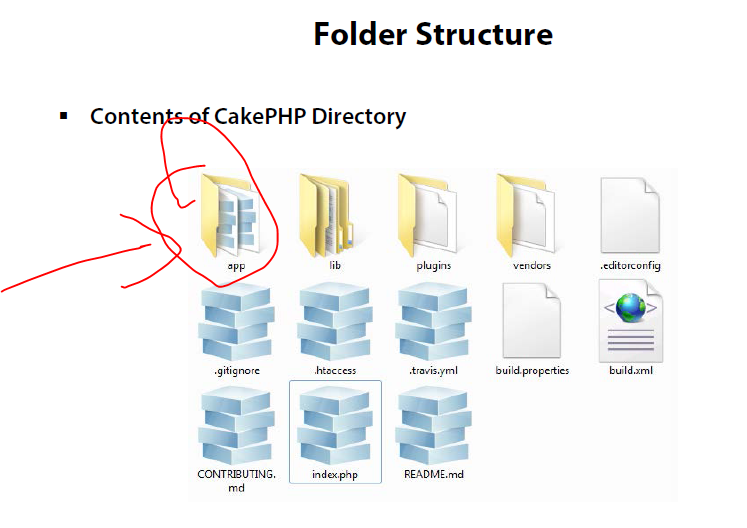 Folder Structure
▪ Contents of CakePHP Directory
app lib plugins vendors .editorconfig
.gitignore .htaccess .travis.yml build.properties build.xml
CONTRIBUTING. index.php README.md
md